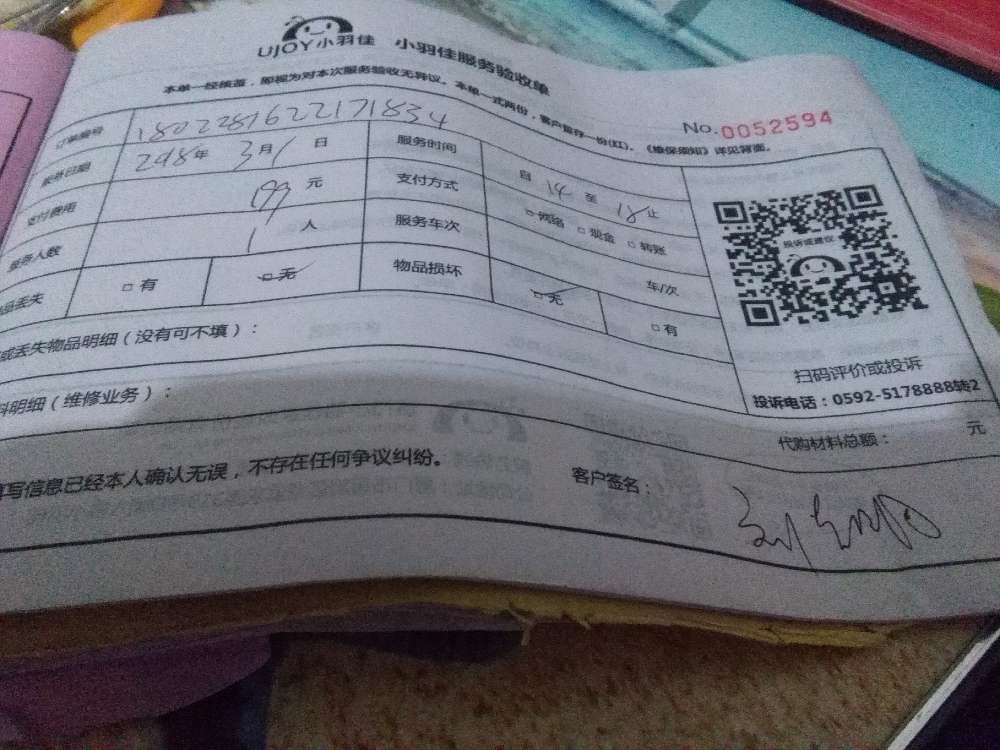 UJOY小羽佳 小羽佳服务验收单
本单一经核查，即视为对本次服务验收无异议。本单一式两份，客户留存一份(红)。《维保须知》详见背面。
No.0052594
订单编号 180228162217 1834
服务日期 2018年 3月1日 服务时间 自 14 至 18 止
支付费用 199 元 支付方式 □网络 □现金 □转账
服务人数 1 人 服务车次 车/次
品丢失 □有 □无 物品损坏 □无 □有
投诉或建议
或丢失物品明细（没有可不填）：
扫码评价或投诉
料明细（维修业务）：
投诉电话：0592-5178888转2
代购材料总额： 元
填写信息已经本人确认无误，不存在任何争议纠纷。 客户签名：